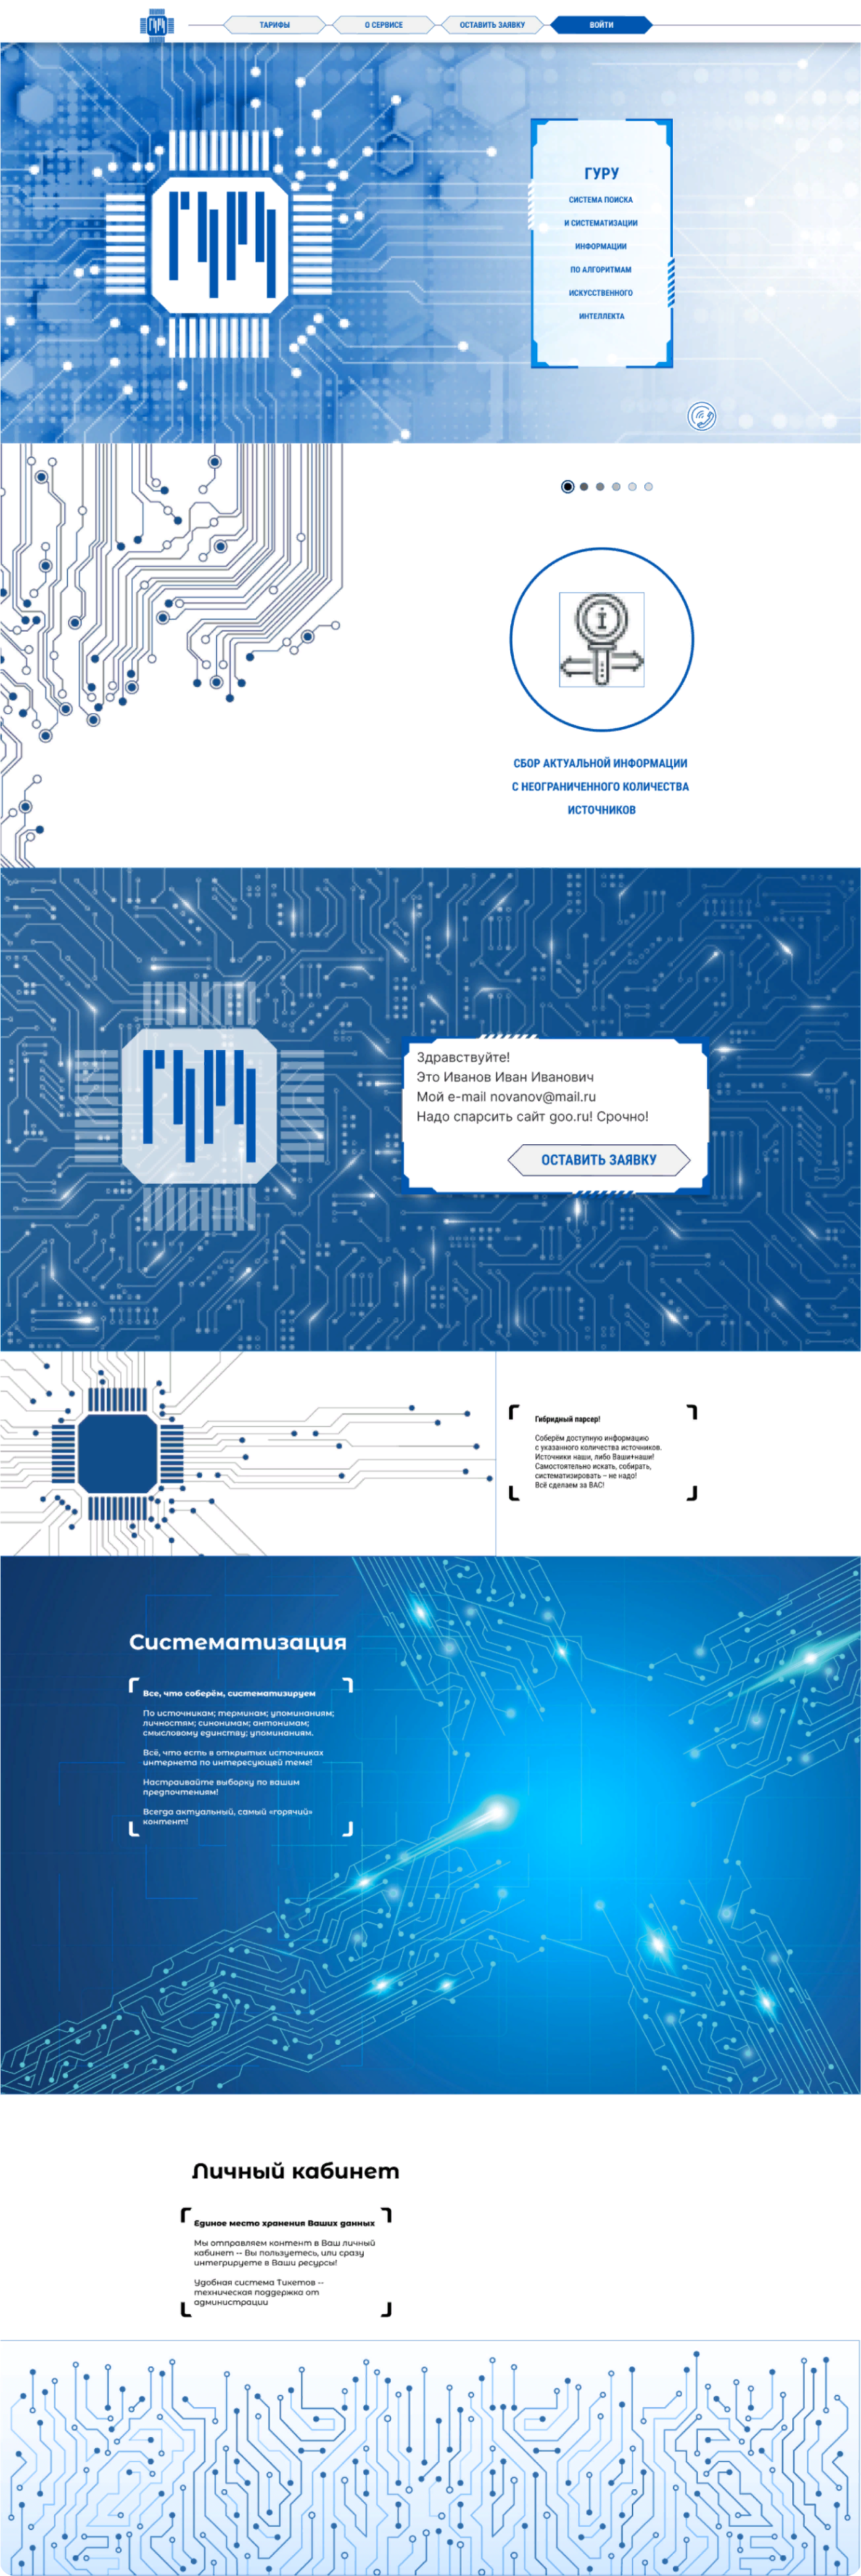 ТАРИФЫ
О СЕРВИСЕ
ОСТАВИТЬ ЗАЯВКУ
ВОЙТИ
ГУРУ
СИСТЕМА ПОИСКА
И СИСТЕМАТИЗАЦИИ
ИНФОРМАЦИИ
ПО АЛГОРИТМАМ
ИСКУССТВЕННОГО
ИНТЕЛЛЕКТА
СБОР АКТУАЛЬНОЙ ИНФОРМАЦИИ
С НЕОГРАНИЧЕННОГО КОЛИЧЕСТВА
ИСТОЧНИКОВ
Здравствуйте!
Это Иванов Иван Иванович
Мой e-mail novanov@mail.ru
Надо спарсить сайт goo.ru! Срочно!
ОСТАВИТЬ ЗАЯВКУ
Гибридный парсер!
Соберём доступную информацию
с указанного количества источников.
Источники наши, либо Ваши+наши!
Самостоятельно искать, собирать,
систематизировать – не надо!
Всё сделаем за ВАС!
Систематизация
Все, что соберём, систематизируем
По источникам; терминам; упоминаниям;
личностям; синонимам; антонимам;
смысловому единству; упоминаниям.
Всё, что есть в открытых источниках
интернета по интересующей теме!
Настраивайте выборку по вашим
предпочтениям!
Всегда актуальный, самый «горячий»
контент!
Личный кабинет
Единое место хранения Ваших данных
Мы отправляем контент в Ваш личный
кабинет -- Вы пользуетесь, или сразу
интегрируете в Ваши ресурсы!
Удобная система Тикетов --
техническая поддержка от
администрации